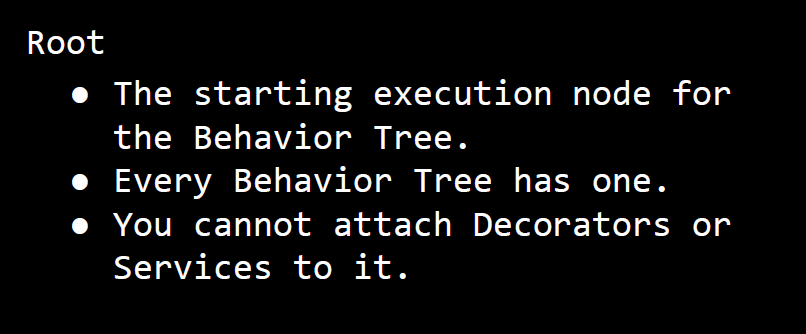 Root
● The starting execution node for
the Behavior Tree.
● Every Behavior Tree has one.
● You cannot attach Decorators or
Services to it.